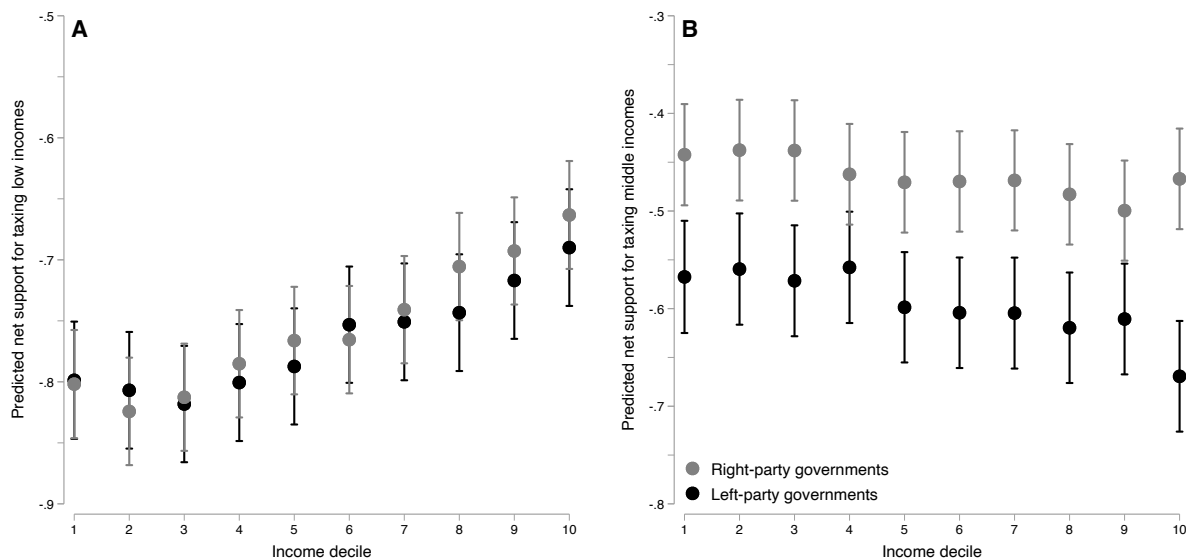 A
Predicted net support for taxing low incomes
-.5
-.6
-.7
-.8
-.9
1 2 3 4 5 6 7 8 9 10
Income decile
B
Predicted net support for taxing middle incomes
-.3
-.4
-.5
-.6
-.7
-.8
Right-party governments
Left-party governments
1 2 3 4 5 6 7 8 9 10
Income decile